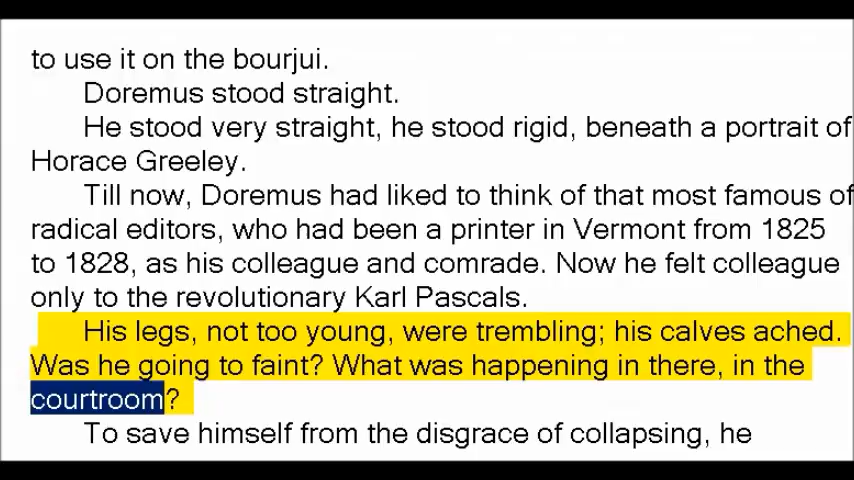 to use it on the bourjui.
Doremus stood straight.
He stood very straight, he stood rigid, beneath a portrait of
Horace Greeley.
Till now, Doremus had liked to think of that most famous of
radical editors, who had been a printer in Vermont from 1825
to 1828, as his colleague and comrade. Now he felt colleague
only to the revolutionary Karl Pascals.
His legs, not too young, were trembling; his calves ached.
Was he going to faint? What was happening in there, in the
courtroom?
To save himself from the disgrace of collapsing, he